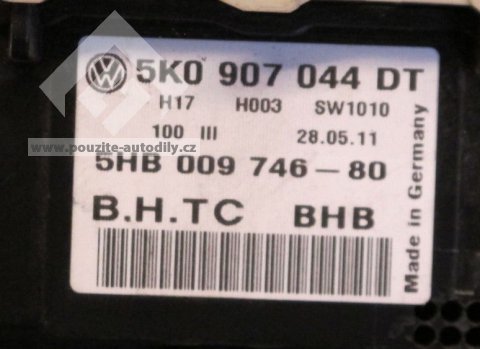 5K0 907 044 DT
H17 H003 SW1010
100 III 28.05.11
www.pouzite-autodily.cz
5HB 009 746-80
B.H.TC BHB
Made in Germany